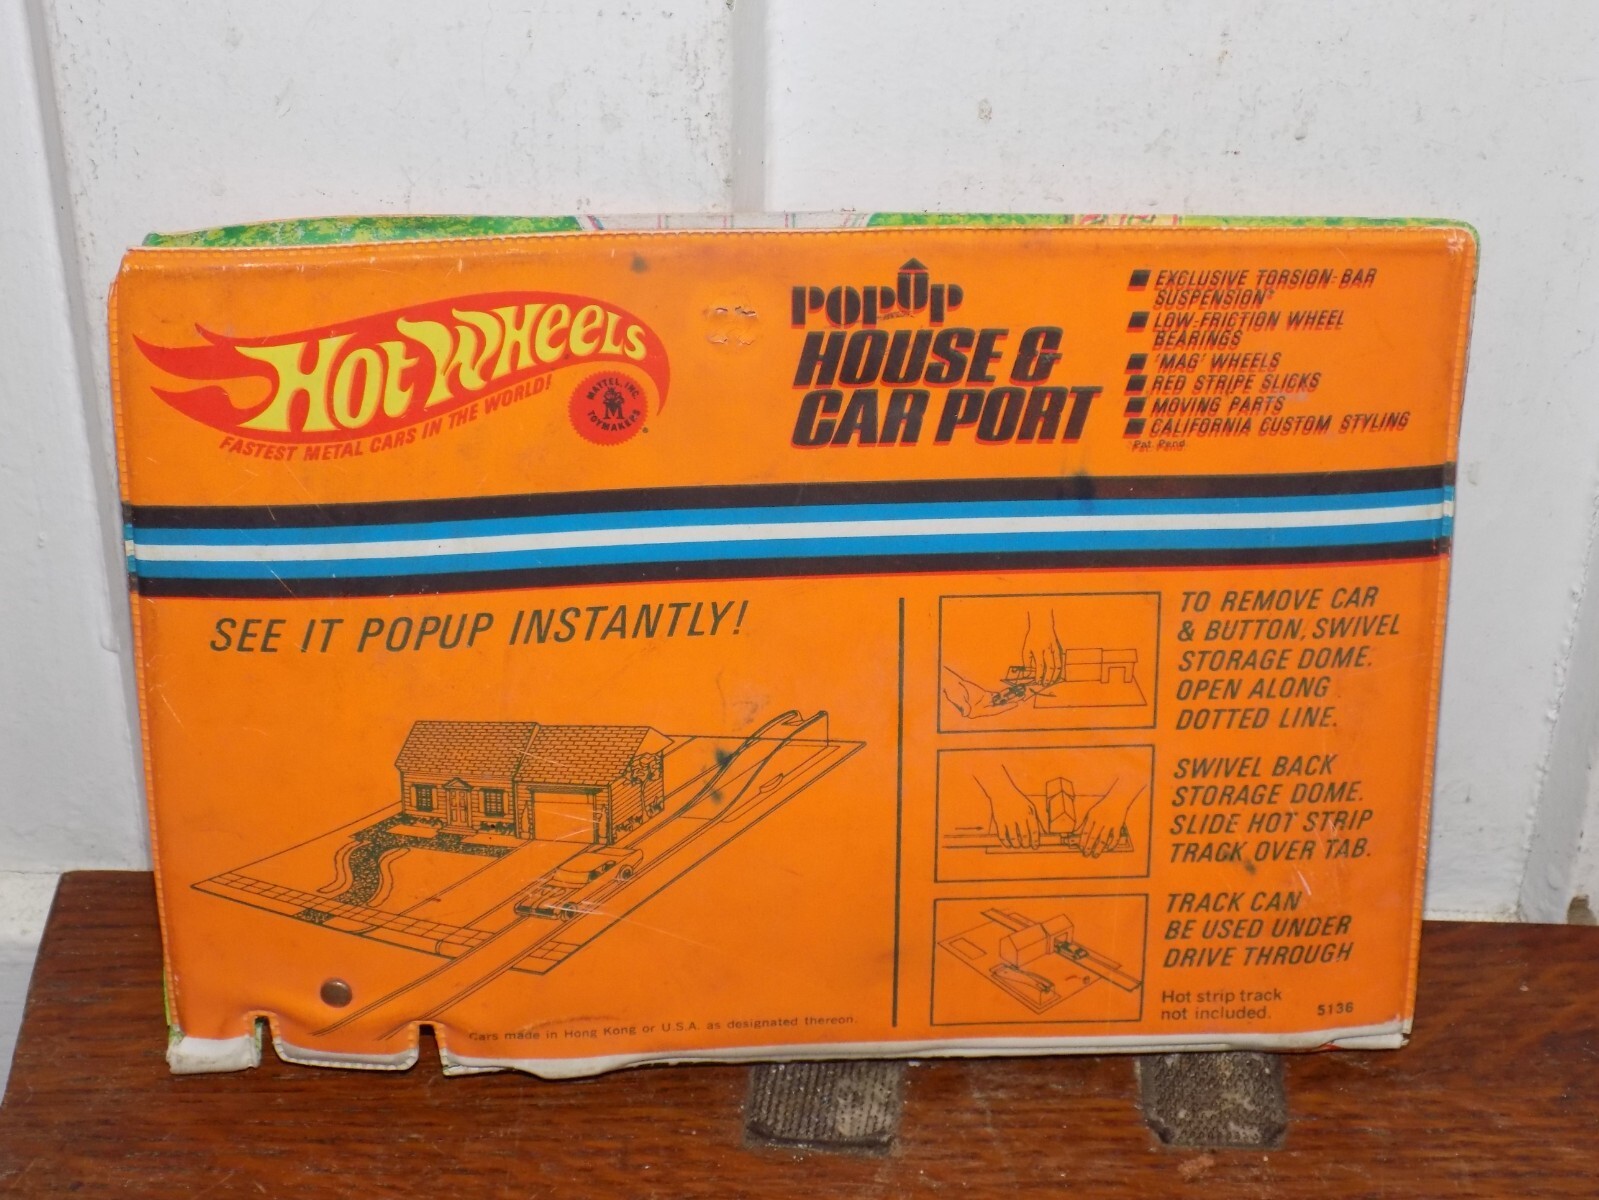 HOT WHEELS
FASTEST METAL CARS IN THE WORLD!
MATTEL, INC.
M
TOYMAKERS
POPUP
HOUSE &
CAR PORT
EXCLUSIVE TORSION-BAR
SUSPENSION
LOW-FRICTION WHEEL
BEARINGS
'MAG' WHEELS
RED STRIPE SLICKS
MOVING PARTS
CALIFORNIA CUSTOM STYLING
Pat. Pend.
SEE IT POPUP INSTANTLY!
Cars made in Hong Kong or U.S.A. as designated thereon.
TO REMOVE CAR
& BUTTON, SWIVEL
STORAGE DOME.
OPEN ALONG
DOTTED LINE.
SWIVEL BACK
STORAGE DOME.
SLIDE HOT STRIP
TRACK OVER TAB.
TRACK CAN
BE USED UNDER
DRIVE THROUGH
Hot strip track
not included.
5136